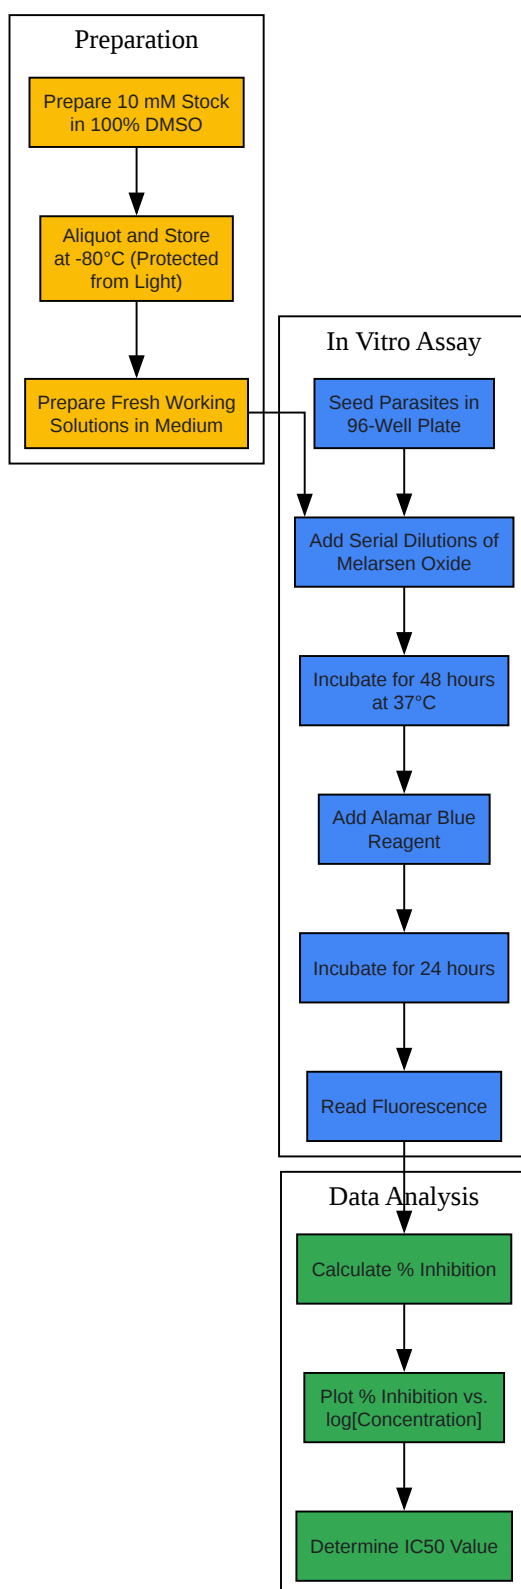 Preparation
Prepare 10 mM Stock
in 100% DMSO
Aliquot and Store
at -80°C (Protected
from Light)
Prepare Fresh Working
Solutions in Medium
In Vitro Assay
Seed Parasites in
96-Well Plate
Add Serial Dilutions of
Melarsen Oxide
Incubate for 48 hours
at 37°C
Add Alamar Blue
Reagent
Incubate for 24 hours
Read Fluorescence
Data Analysis
Calculate % Inhibition
Plot % Inhibition vs.
log[Concentration]
Determine IC50 Value